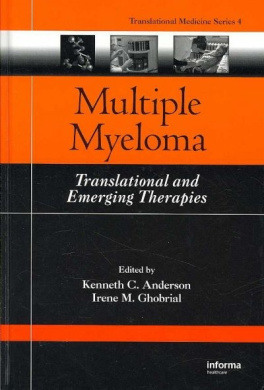 Translational Medicine Series 4
Multiple
Myeloma
Translational and
Emerging Therapies
Edited by
Kenneth C. Anderson
Irene M. Ghobrial
informa
healthcare